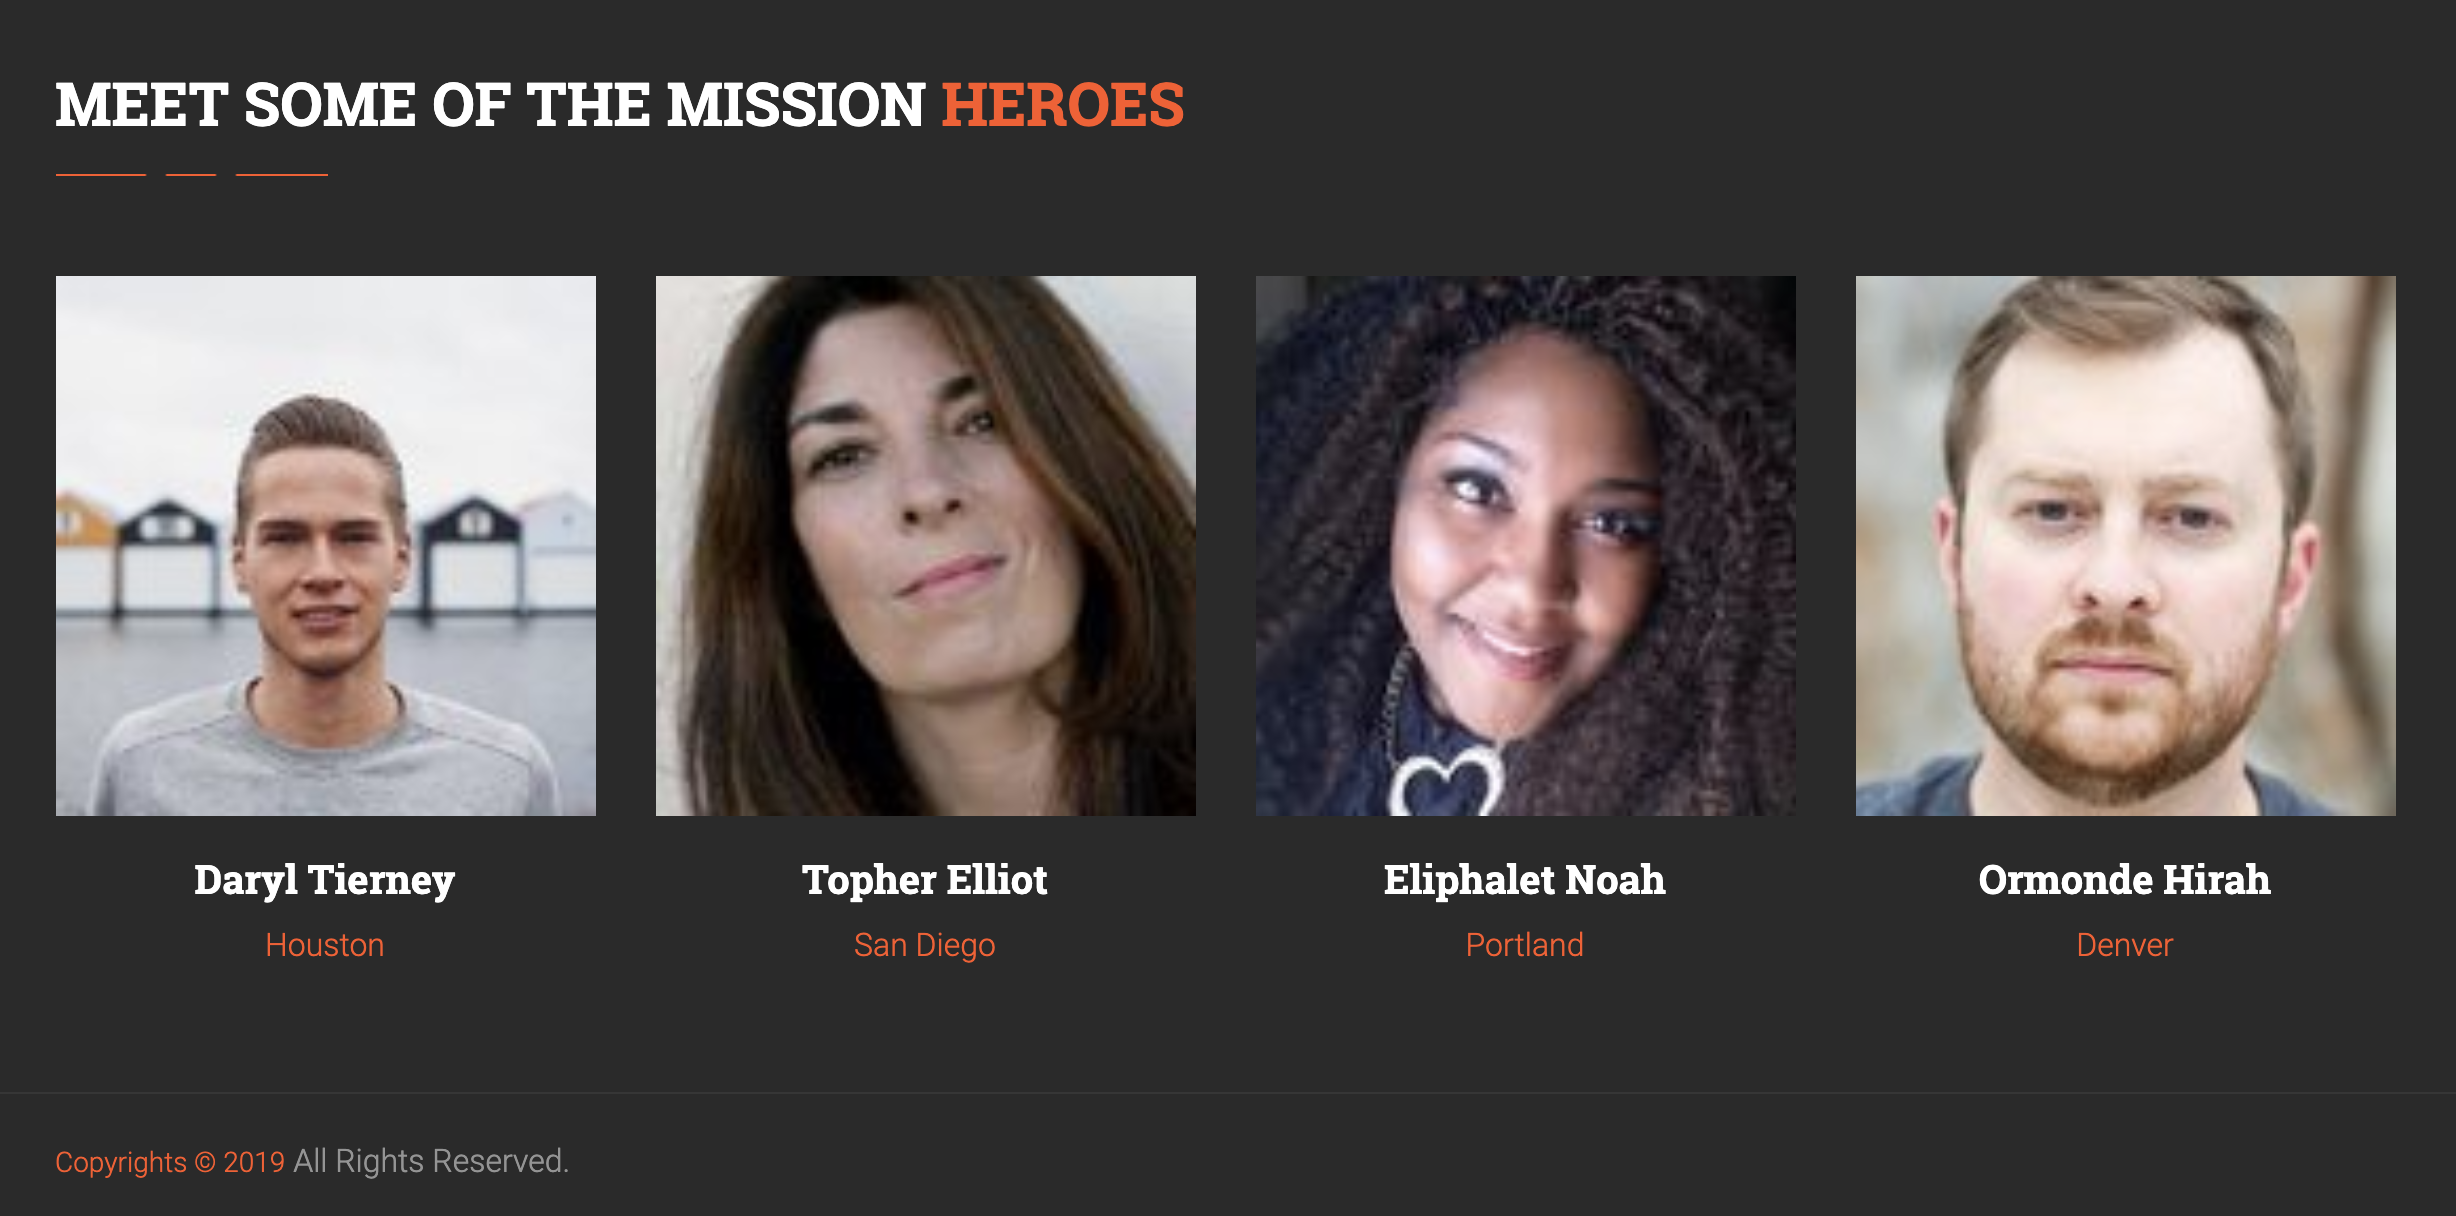 MEET SOME OF THE MISSION HEROES
Daryl Tierney
Houston
Topher Elliot
San Diego
Eliphalet Noah
Portland
Ormonde Hirah
Denver
Copyrights © 2019 All Rights Reserved.